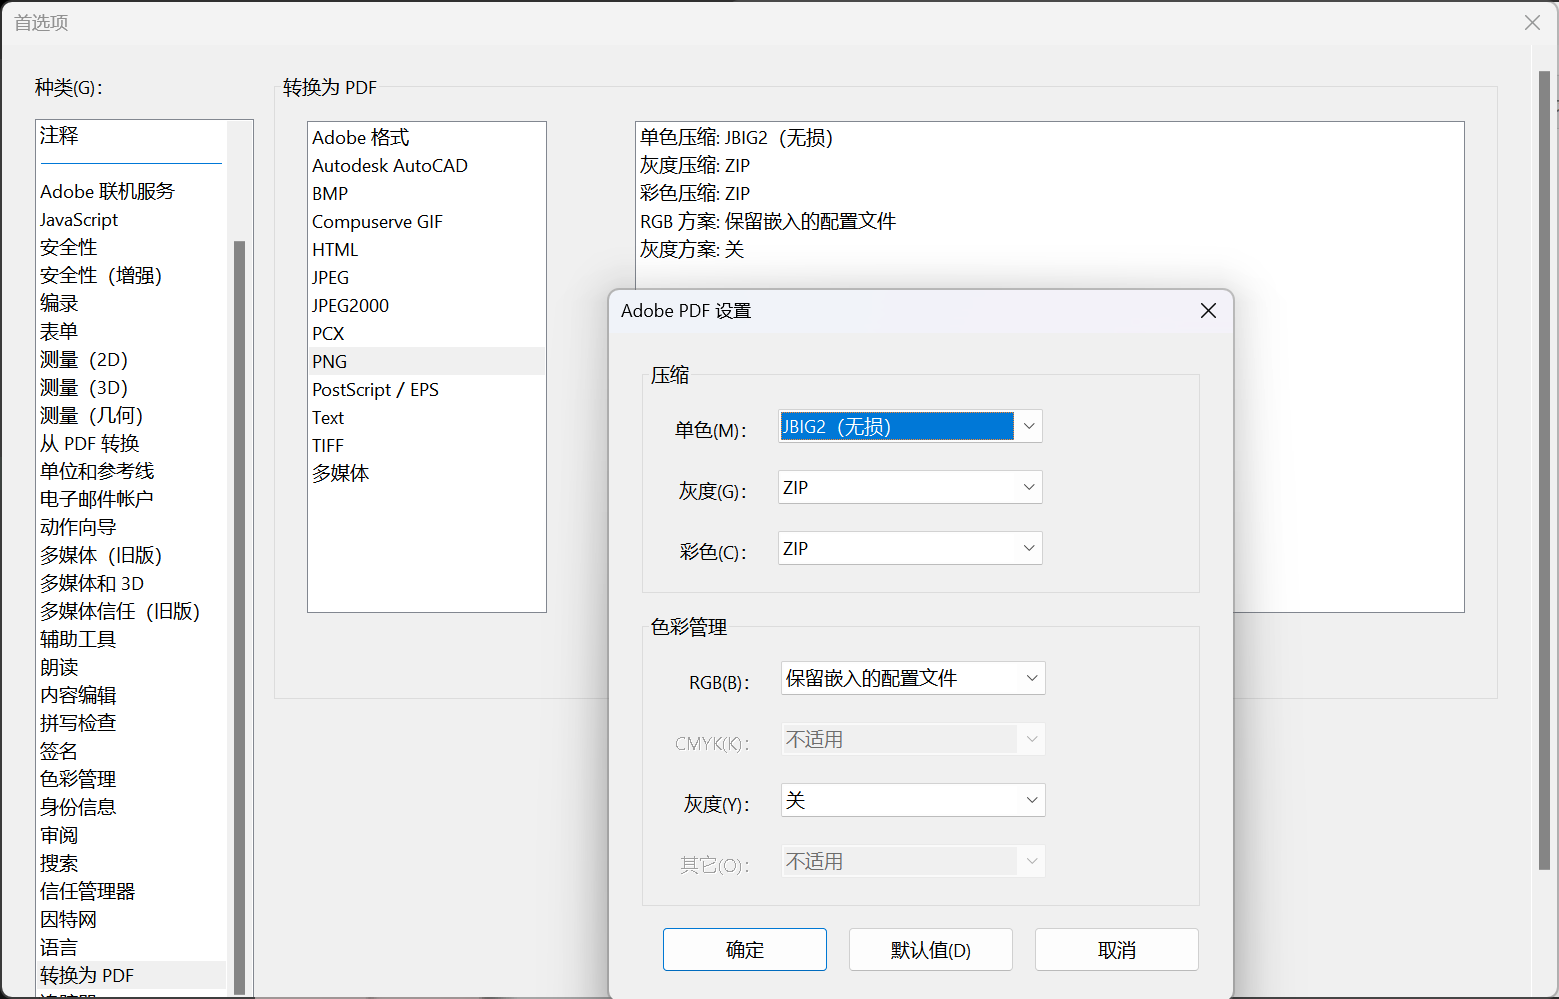 首选项
种类(G):
注释
Adobe 联机服务
JavaScript
安全性
安全性（增强）
编录
表单
测量（2D）
测量（3D）
测量（几何）
从 PDF 转换
单位和参考线
电子邮件帐户
动作向导
多媒体（旧版）
多媒体和 3D
多媒体信任（旧版）
辅助工具
朗读
内容编辑
拼写检查
签名
色彩管理
身份信息
审阅
搜索
信任管理器
因特网
语言
转换为 PDF
转换为 PDF
Adobe 格式
Autodesk AutoCAD
BMP
Compuserve GIF
HTML
JPEG
JPEG2000
PCX
PNG
PostScript / EPS
Text
TIFF
多媒体
单色压缩: JBIG2（无损）
灰度压缩: ZIP
彩色压缩: ZIP
RGB 方案: 保留嵌入的配置文件
灰度方案: 关
Adobe PDF 设置
压缩
单色(M): JBIG2（无损）
灰度(G): ZIP
彩色(C): ZIP
色彩管理
RGB(B): 保留嵌入的配置文件
CMYK(K): 不适用
灰度(Y): 关
其它(O): 不适用
确定 默认值(D) 取消